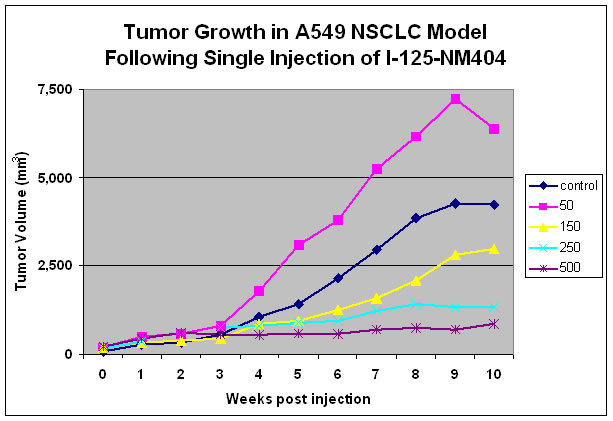 Tumor Growth in A549 NSCLC Model
Following Single Injection of I-125-NM404
Tumor Volume (mm³)
7,500
5,000
2,500
0
0 1 2 3 4 5 6 7 8 9 10
Weeks post injection
control
50
150
250
500